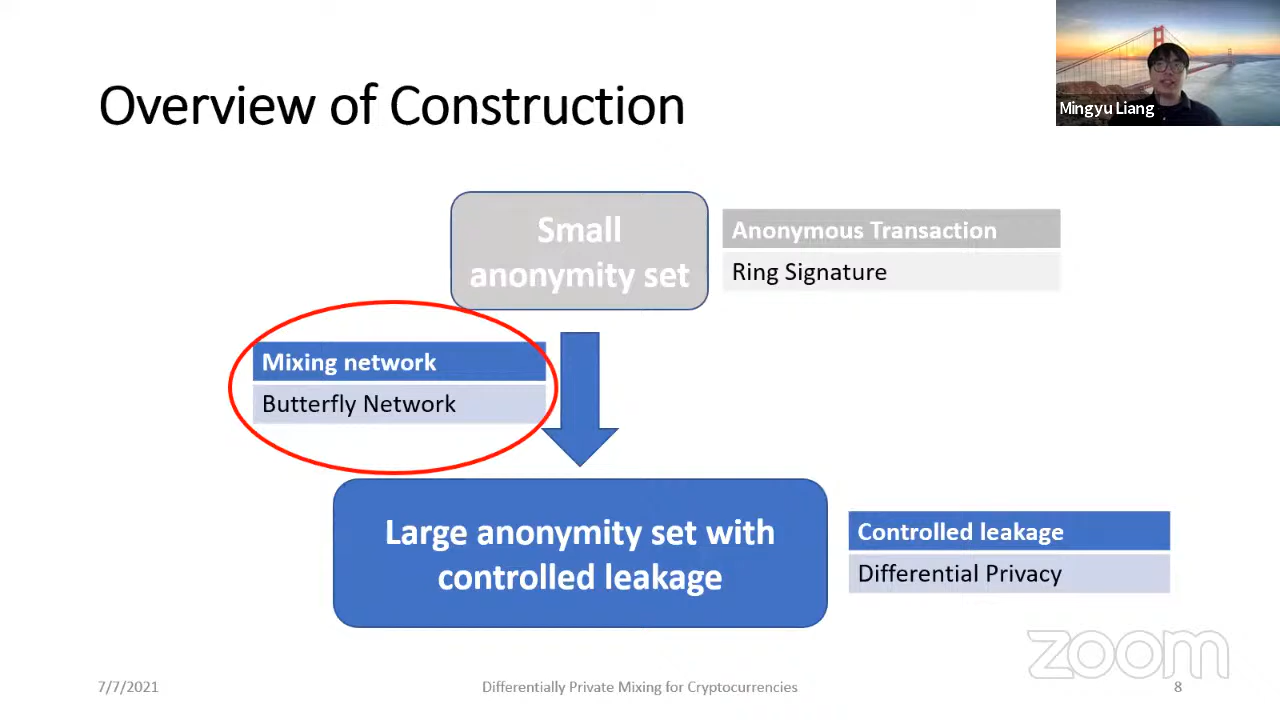 Overview of Construction
Mingyu Liang
Small
anonymity set
Anonymous Transaction
Ring Signature
Mixing network
Butterfly Network
Large anonymity set with
controlled leakage
Controlled leakage
Differential Privacy
zoom
7/7/2021
Differentially Private Mixing for Cryptocurrencies
8